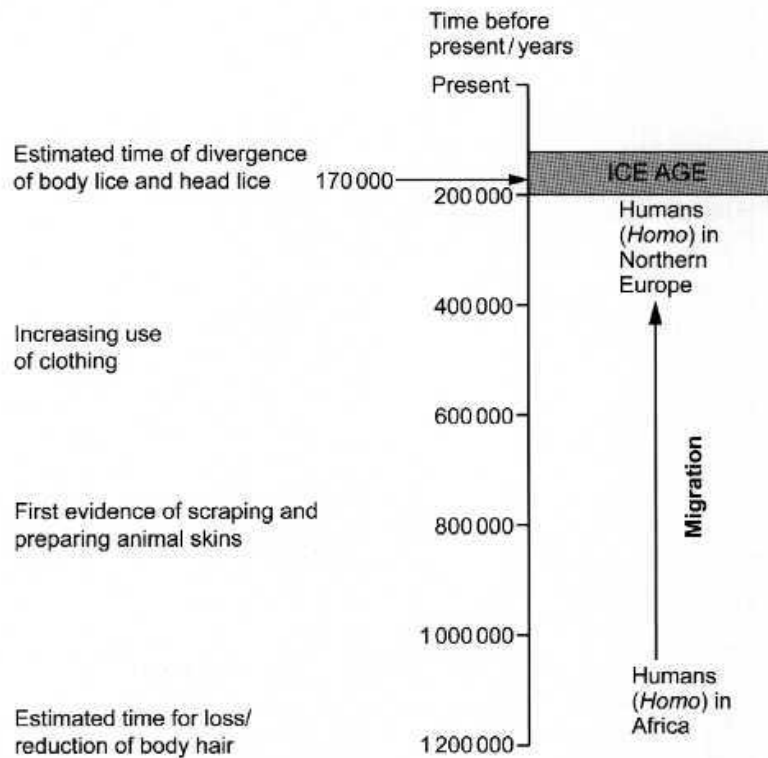 Time before
present/years
Present
Estimated time of divergence
of body lice and head lice
170 000
ICE AGE
200 000
Humans
(Homo) in
Northern
Europe
400 000
Increasing use
of clothing
600 000
Migration
First evidence of scraping and
preparing animal skins
800 000
1 000 000
Humans
(Homo) in
Africa
Estimated time for loss/
reduction of body hair
1 200 000